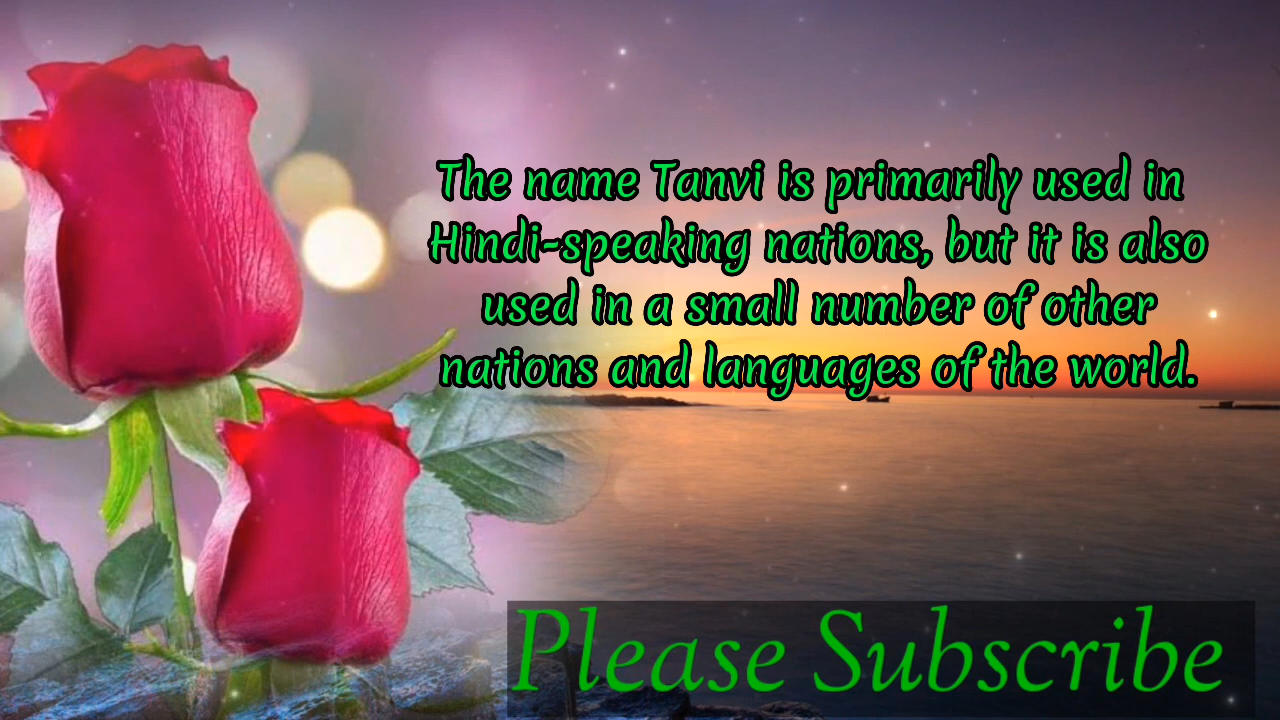 The name Tanvi is primarily used in
Hindi-speaking nations, but it is also
used in a small number of other
nations and languages of the world.
Please Subscribe